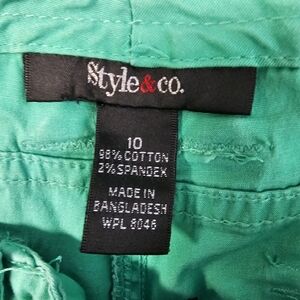 Style&co.
10
98% COTTON
2% SPANDEX
MADE IN
BANGLADESH
WPL 8046